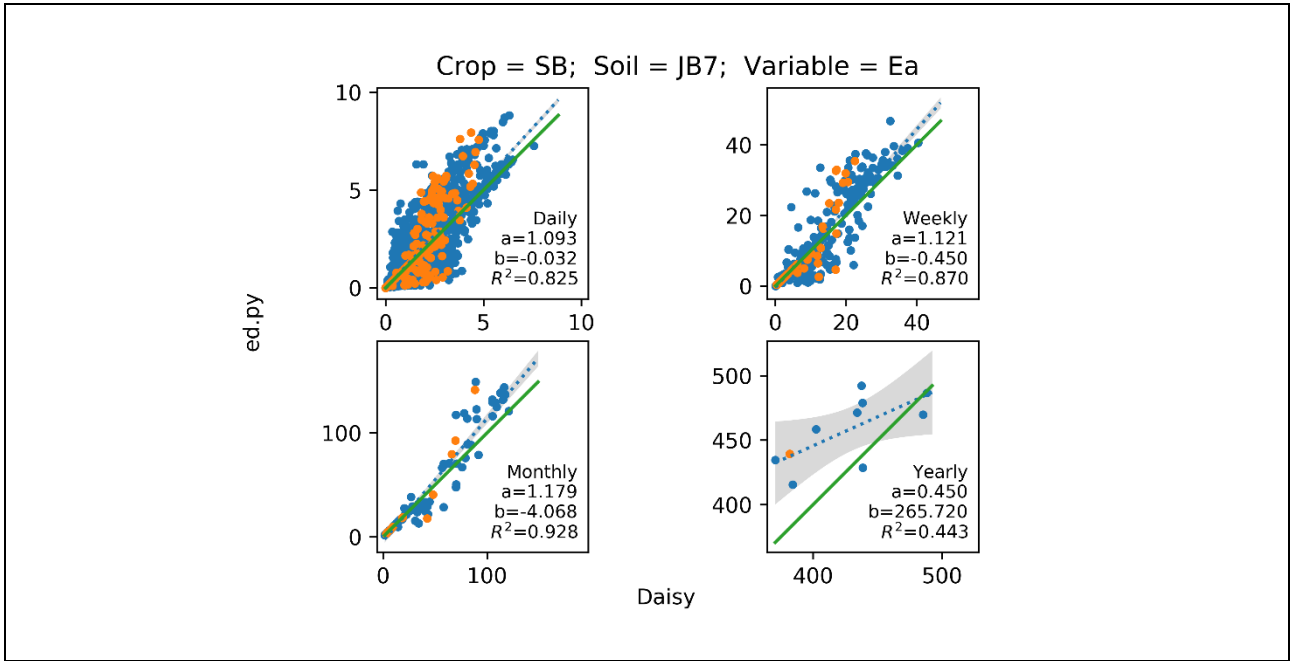 Crop = SB;  Soil = JB7;  Variable = Ea
10
5
0
0 5 10
Daily
a=1.093
b=-0.032
R²=0.825
40
20
0
0 20 40
Weekly
a=1.121
b=-0.450
R²=0.870
ed.py
100
0
0 100
Monthly
a=1.179
b=-4.068
R²=0.928
500
450
400
400 500
Yearly
a=0.450
b=265.720
R²=0.443
Daisy